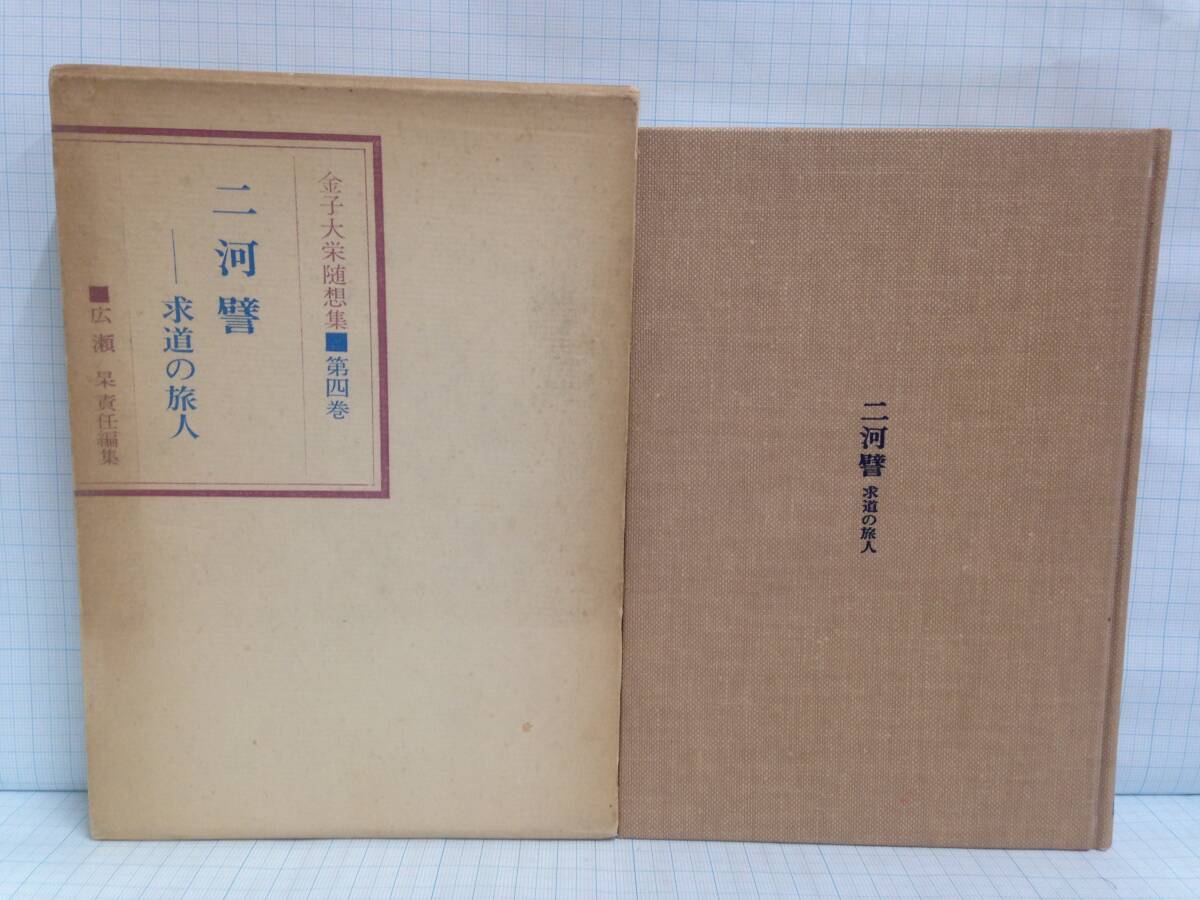 金子大栄随想集■第四巻
二河譬
──求道の旅人
■広瀬杲責任編集
二河譬 求道の旅人